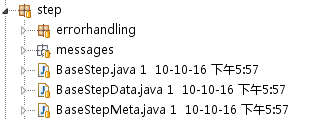 step
errorhandling
messages
BaseStep.java 1 10-10-16 下午5:57
BaseStepData.java 1 10-10-16 下午5:57
BaseStepMeta.java 1 10-10-16 下午5:57